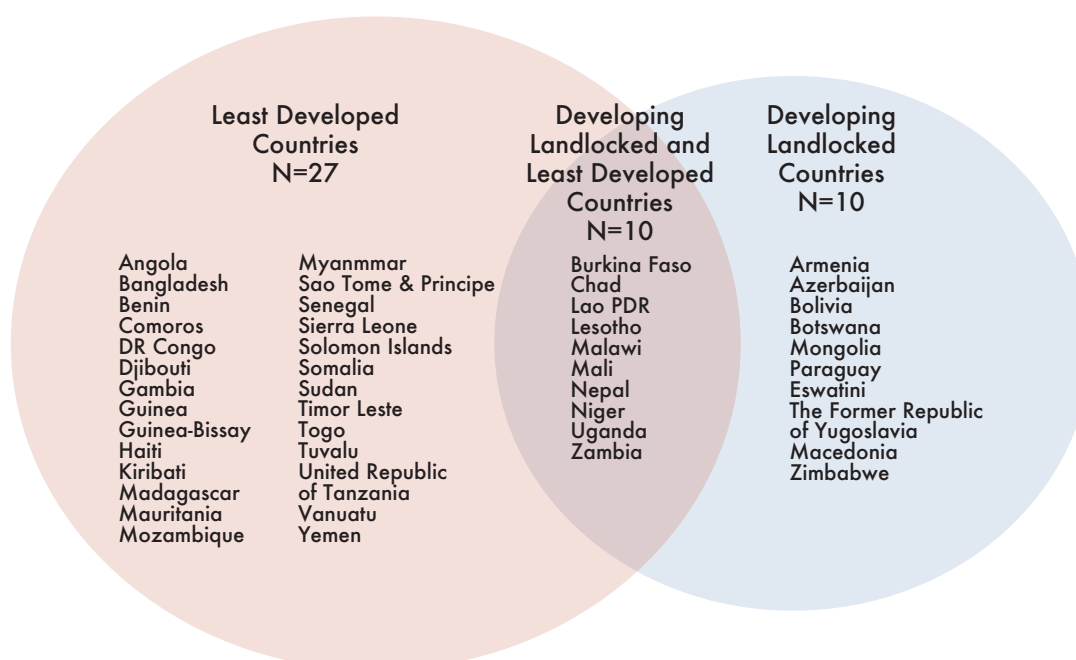 Least Developed
Countries
N=27
Angola
Bangladesh
Benin
Comoros
DR Congo
Djibouti
Gambia
Guinea
Guinea-Bissay
Haiti
Kiribati
Madagascar
Mauritania
Mozambique
Myanmmar
Sao Tome & Principe
Senegal
Sierra Leone
Solomon Islands
Somalia
Sudan
Timor Leste
Togo
Tuvalu
United Republic
of Tanzania
Vanuatu
Yemen
Developing
Landlocked and
Least Developed
Countries
N=10
Burkina Faso
Chad
Lao PDR
Lesotho
Malawi
Mali
Nepal
Niger
Uganda
Zambia
Developing
Landlocked
Countries
N=10
Armenia
Azerbaijan
Bolivia
Botswana
Mongolia
Paraguay
Eswatini
The Former Republic
of Yugoslavia
Macedonia
Zimbabwe